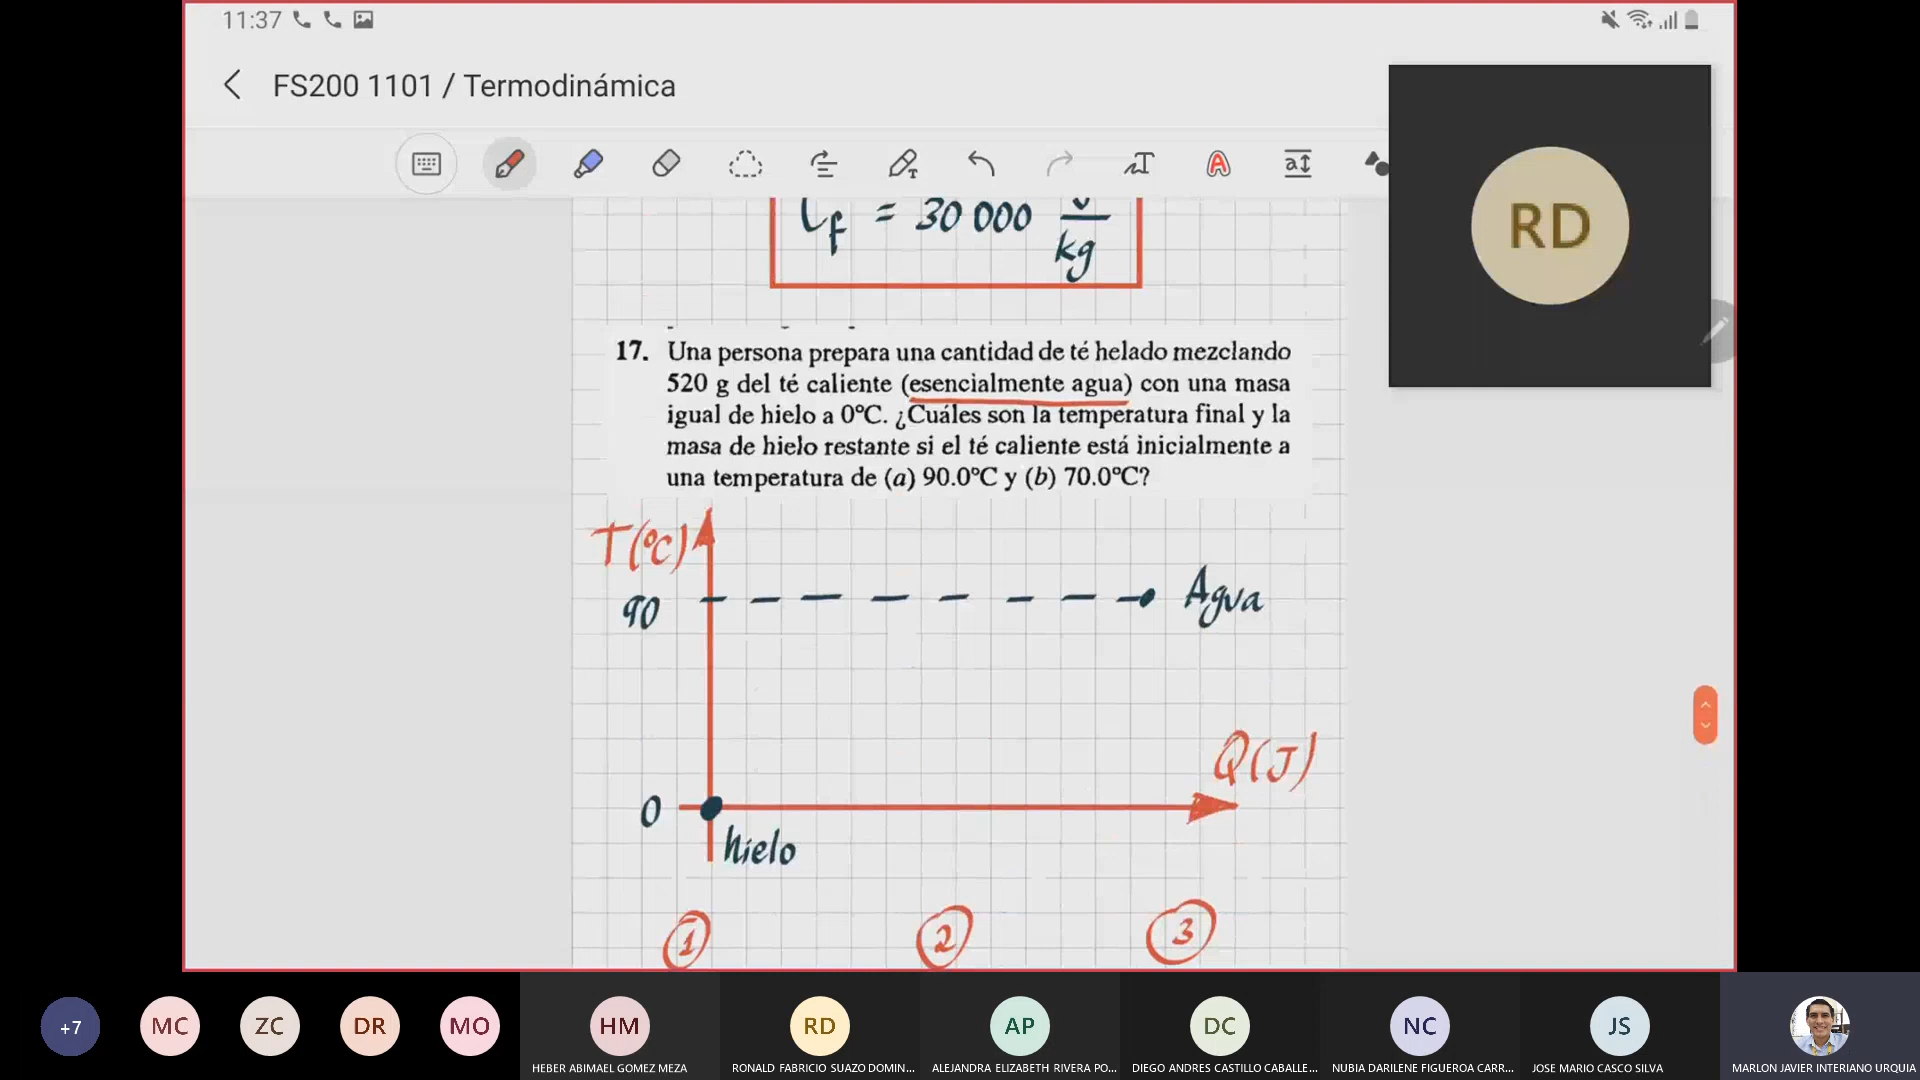 11:37
FS200 1101 / Termodinámica
RD
Lf = 30 000 J/kg
17. Una persona prepara una cantidad de té helado mezclando
520 g del té caliente (esencialmente agua) con una masa
igual de hielo a 0°C. ¿Cuáles son la temperatura final y la
masa de hielo restante si el té caliente está inicialmente a
una temperatura de (a) 90.0°C y (b) 70.0°C?
T(°C)
90
Agua
Q(J)
0
hielo
1 2 3
+7 MC ZC DR MO HM RD AP DC NC JS
HEBER ABIMAEL GOMEZ MEZA
RONALD FABRICIO SUAZO DOMIN...
ALEJANDRA ELIZABETH RIVERA PO...
DIEGO ANDRES CASTILLO CABALLE...
NUBIA DARILENE FIGUEROA CARR...
JOSE MARIO CASCO SILVA
MARLON JAVIER INTERIANO URQUIA